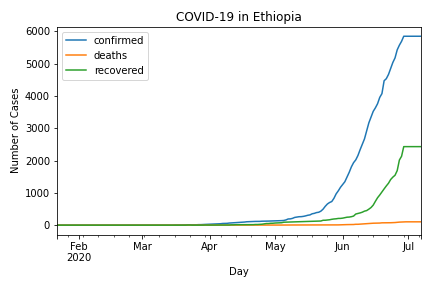 COVID-19 in Ethiopia
confirmed
deaths
recovered
Number of Cases
6000
5000
4000
3000
2000
1000
0
Feb
2020
Mar
Apr
May
Jun
Jul
Day